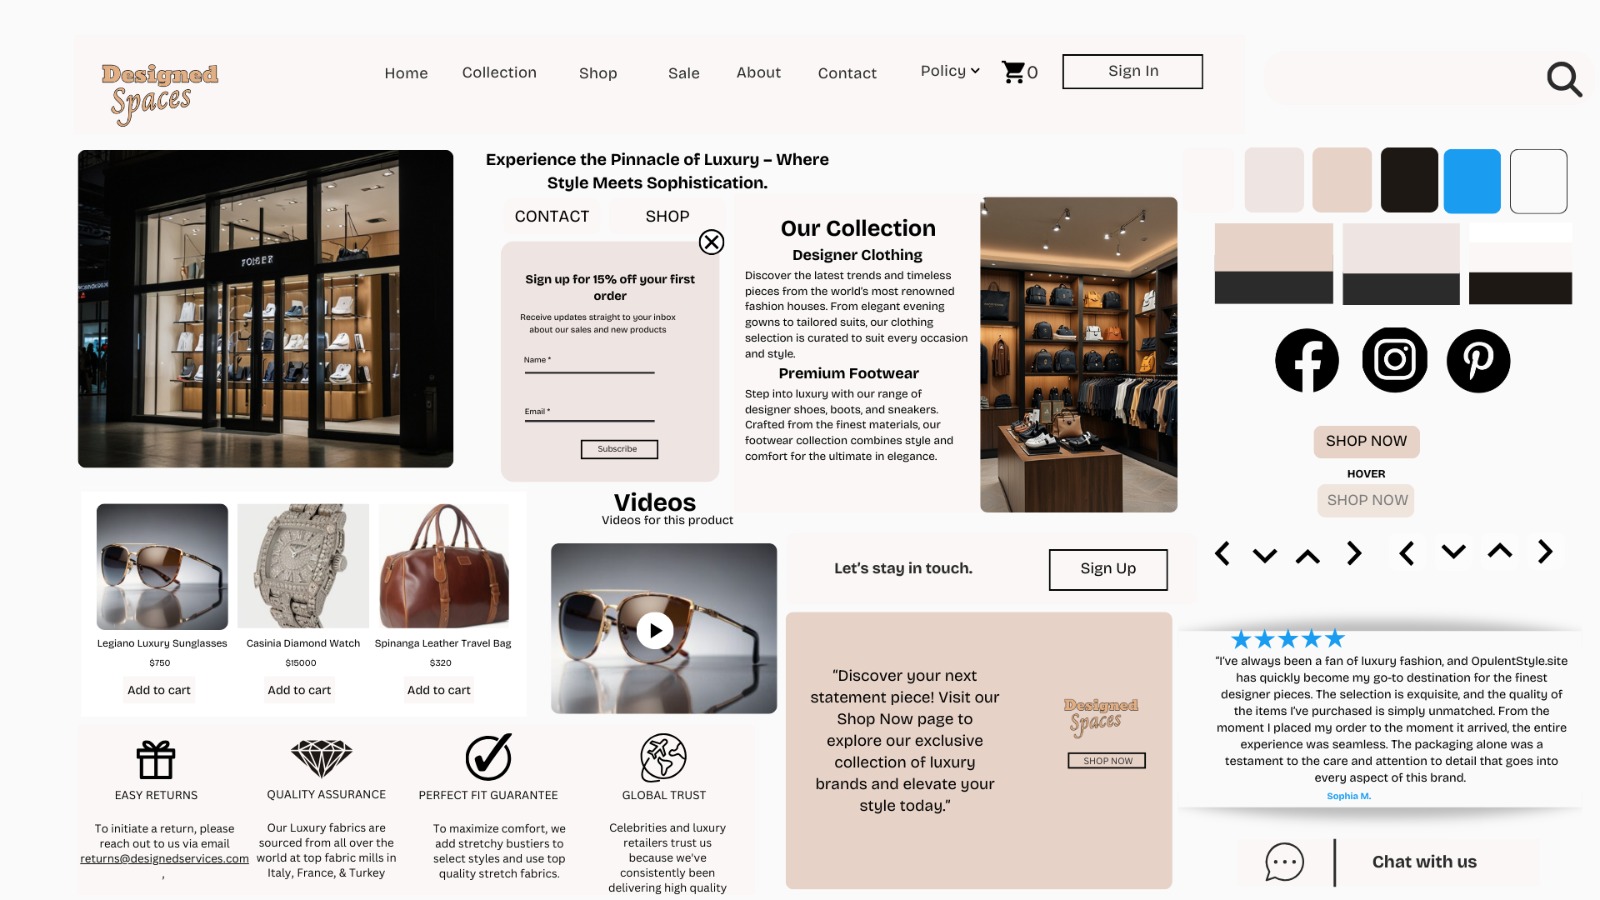 Designed
Spaces
Home
Collection
Shop
Sale
About
Contact
Policy
0
Sign In
Experience the Pinnacle of Luxury – Where
Style Meets Sophistication.
CONTACT
SHOP
Sign up for 15% off your first
order
Receive updates straight to your inbox
about our sales and new products
Name *
Email *
Subscribe
Our Collection
Designer Clothing
Discover the latest trends and timeless
pieces from the world's most renowned
fashion houses. From elegant evening
gowns to tailored suits, our clothing
selection is curated to suit every occasion
and style.
Premium Footwear
Step into luxury with our range of
designer shoes, boots, and sneakers.
Crafted from the finest materials, our
footwear collection combines style and
comfort for the ultimate in elegance.
SHOP NOW
HOVER
SHOP NOW
Legiano Luxury Sunglasses
$750
Add to cart
Casinia Diamond Watch
$15000
Add to cart
Spinanga Leather Travel Bag
$320
Add to cart
Videos
Videos for this product
Let's stay in touch.
Sign Up
“Discover your next
statement piece! Visit our
Shop Now page to
explore our exclusive
collection of luxury
brands and elevate your
style today.”
Designed
Spaces
SHOP NOW
“I've always been a fan of luxury fashion, and OpulentStyle.site
has quickly become my go-to destination for the finest
designer pieces. The selection is exquisite, and the quality of
the items I've purchased is simply unmatched. From the
moment I placed my order to the moment it arrived, the entire
experience was seamless. The packaging alone was a
testament to the care and attention to detail that goes into
every aspect of this brand.
Sophia M.
EASY RETURNS
To initiate a return, please
reach out to us via email
returns@designedservices.com
,
QUALITY ASSURANCE
Our Luxury fabrics are
sourced from all over the
world at top fabric mills in
Italy, France, & Turkey
PERFECT FIT GUARANTEE
To maximize comfort, we
add stretchy bustiers to
select styles and use top
quality stretch fabrics.
GLOBAL TRUST
Celebrities and luxury
retailers trust us
because we've
consistently been
delivering high quality
Chat with us